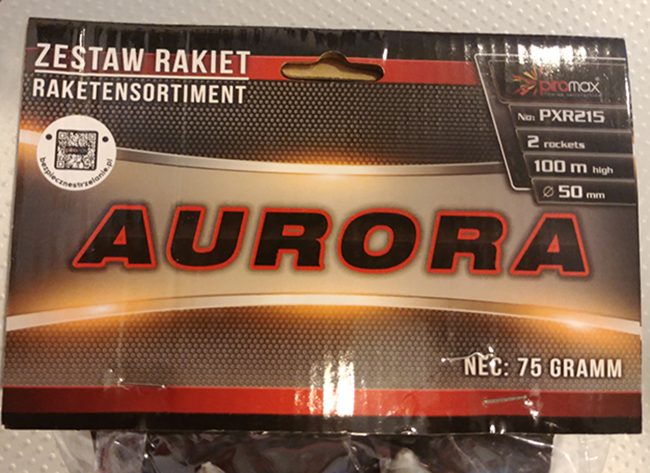 ZESTAW RAKIET
RAKETENSORTIMENT
piromax
No: PXR215
2 rockets
100 m high
Ø 50 mm
bezpiecznestrzelanie.pl
AURORA
NEC: 75 GRAMM